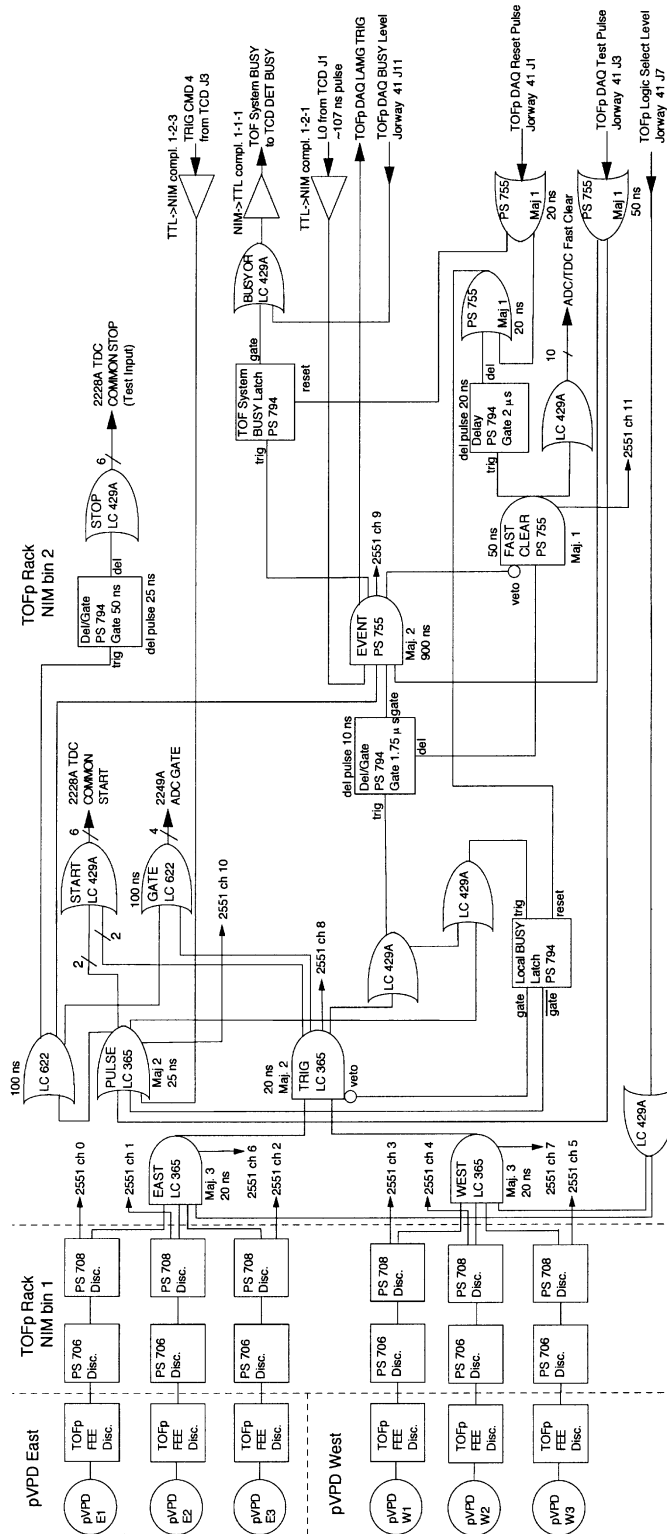 TOFp Rack
NIM bin 2
pVPD East
TOFp Rack
NIM bin 1
pVPD West
pVPD
E1
TOFp
FEE
Disc.
PS 706
Disc.
PS 708
Disc.
2551 ch 0
pVPD
E2
TOFp
FEE
Disc.
PS 706
Disc.
PS 708
Disc.
2551 ch 1
pVPD
E3
TOFp
FEE
Disc.
PS 706
Disc.
PS 708
Disc.
2551 ch 2
EAST
LC 365
Maj. 3
20 ns
2551 ch 6
pVPD
W1
TOFp
FEE
Disc.
PS 706
Disc.
PS 708
Disc.
2551 ch 3
pVPD
W2
TOFp
FEE
Disc.
PS 706
Disc.
PS 708
Disc.
2551 ch 4
pVPD
W3
TOFp
FEE
Disc.
PS 706
Disc.
PS 708
Disc.
2551 ch 5
WEST
LC 365
Maj. 3
20 ns
2551 ch 7
LC 429A
100 ns
LC 622
PULSE
LC 365
Maj 2
25 ns
2551 ch 10
20 ns
Maj. 2
TRIG
LC 365
veto
2551 ch 8
START
LC 429A
2
2
6
2228A TDC
COMMON
START
100 ns
GATE
LC 622
4
2249A
ADC GATE
LC 429A
LC 429A
gate
trig
Local BUSY
Latch
PS 794
gate
reset
trig
Del/Gate
PS 794
Gate 50 ns
del
del pulse 25 ns
STOP
LC 429A
6
2228A TDC
COMMON STOP
(Test Input)
del pulse 10 ns
trig
Del/Gate
PS 794
Gate 1.75 μs
gate
del
EVENT
PS 755
Maj. 2
900 ns
2551 ch 9
trig
TOF System
BUSY Latch
PS 794
gate
reset
BUSY OR
LC 429A
NIM->TTL compl. 1-1-1
TOF System BUSY
to TCD DET BUSY
TTL->NIM compl. 1-2-3
TRIG CMD 4
from TCD J3
TTL->NIM compl. 1-2-1
L0 from TCD J1
~107 ns pulse
TOFp DAQ LAMG TRIG
TOFp DAQ BUSY Level
Jorway 41 J11
veto
50 ns
FAST
CLEAR
PS 755
Maj. 1
2551 ch 11
del pulse 20 ns
trig
Delay
PS 794
Gate 2 μs
del
PS 755
Maj 1
20 ns
LC 429A
10
ADC/TDC Fast Clear
PS 755
Maj 1
20 ns
TOFp DAQ Reset Pulse
Jorway 41 J1
PS 755
Maj 1
50 ns
TOFp DAQ Test Pulse
Jorway 41 J3
TOFp Logic Select Level
Jorway 41 J7